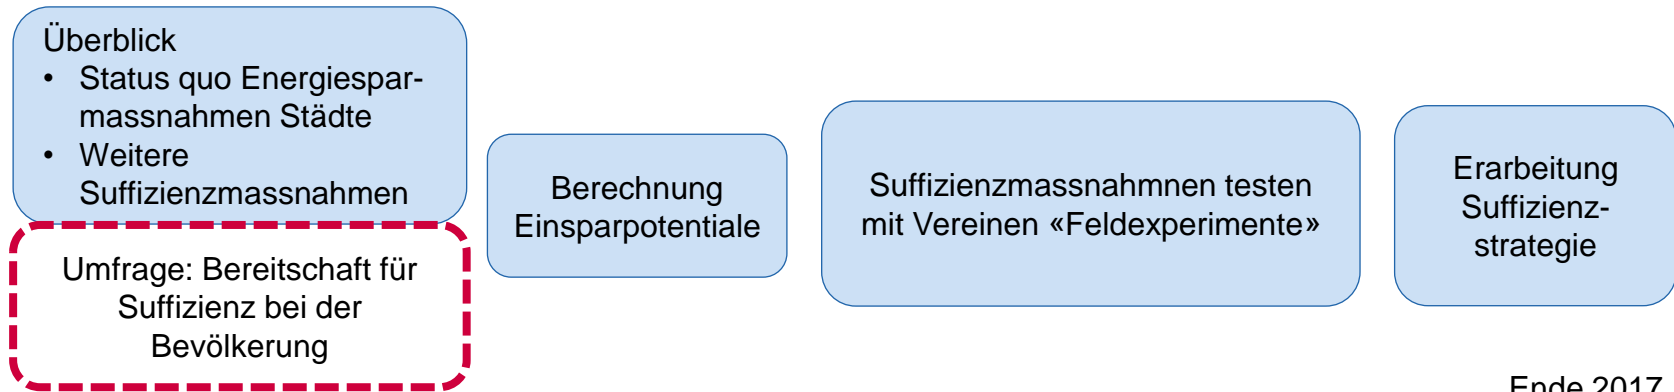 Überblick
• Status quo Energiespar-
massnahmen Städte
• Weitere
Suffizienzmassnahmen
Umfrage: Bereitschaft für
Suffizienz bei der
Bevölkerung
Berechnung
Einsparpotentiale
Suffizienzmassnahmnen testen
mit Vereinen «Feldexperimente»
Erarbeitung
Suffizienz-
strategie
Ende 2017